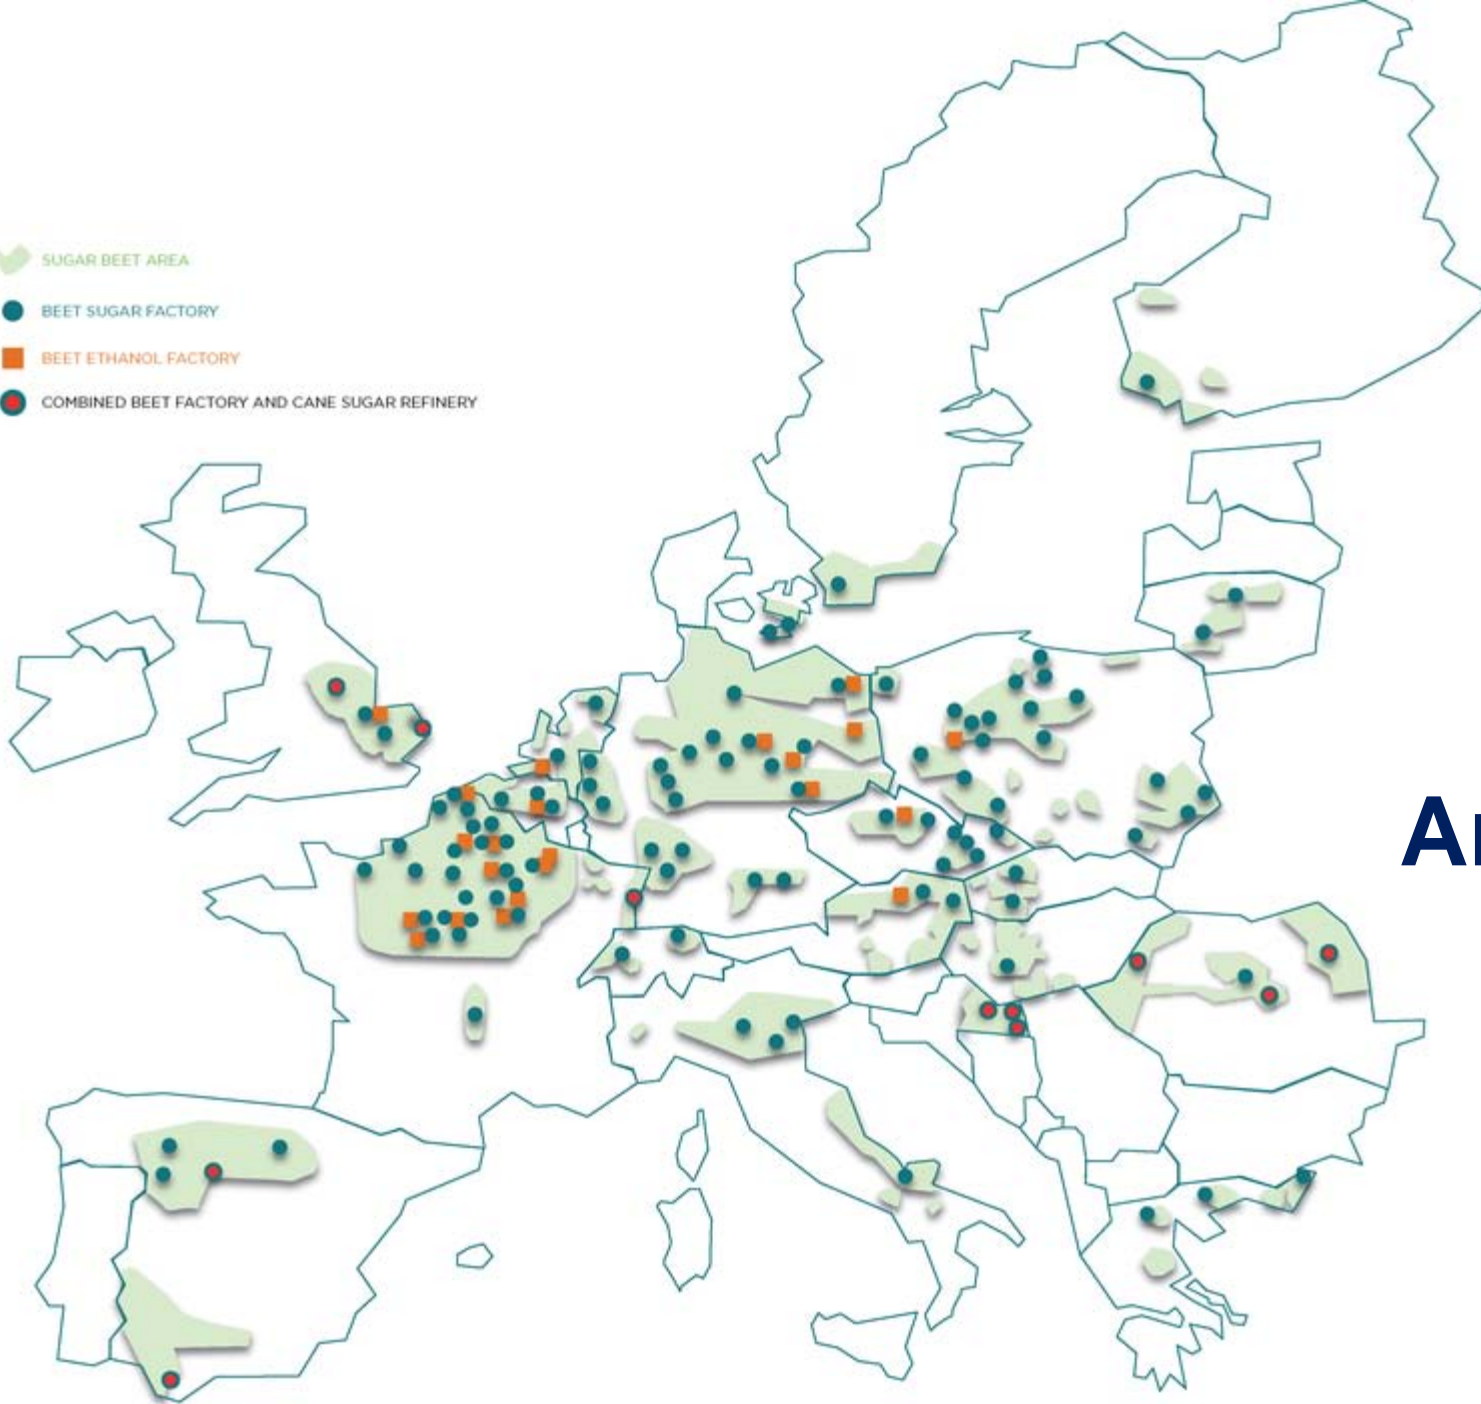 SUGAR BEET AREA
BEET SUGAR FACTORY
BEET ETHANOL FACTORY
COMBINED BEET FACTORY AND CANE SUGAR REFINERY